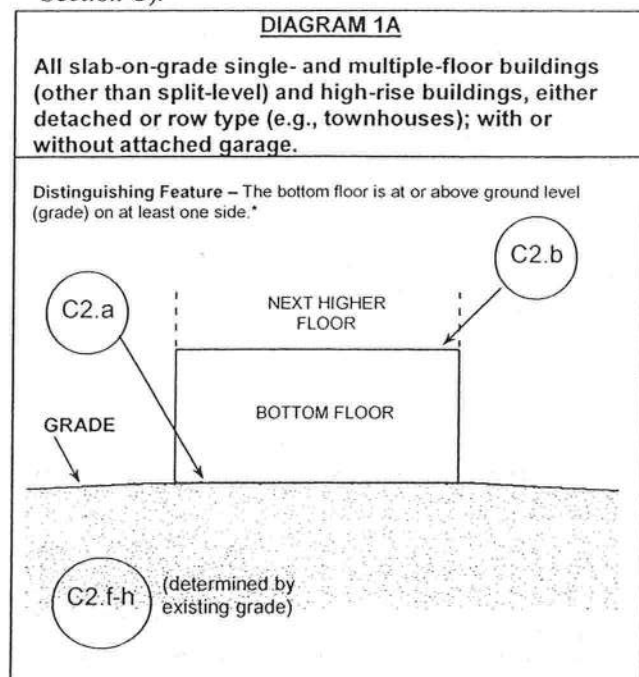 DIAGRAM 1A
All slab-on-grade single- and multiple-floor buildings
(other than split-level) and high-rise buildings, either
detached or row type (e.g., townhouses); with or
without attached garage.
Distinguishing Feature – The bottom floor is at or above ground level
(grade) on at least one side.*
C2.b
C2.a
NEXT HIGHER
FLOOR
BOTTOM FLOOR
GRADE
C2.f-h
(determined by
existing grade)